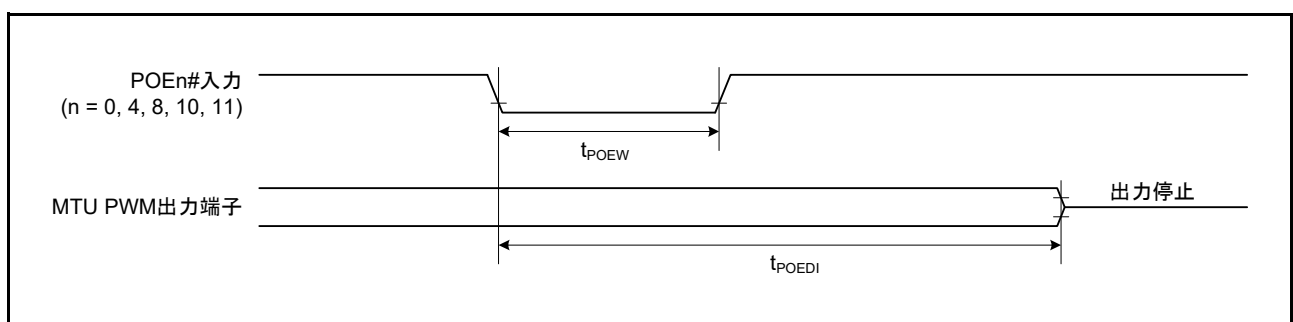 POEn#入力
(n = 0, 4, 8, 10, 11)
tPOEW
MTU PWM出力端子
出力停止
tPOEDI